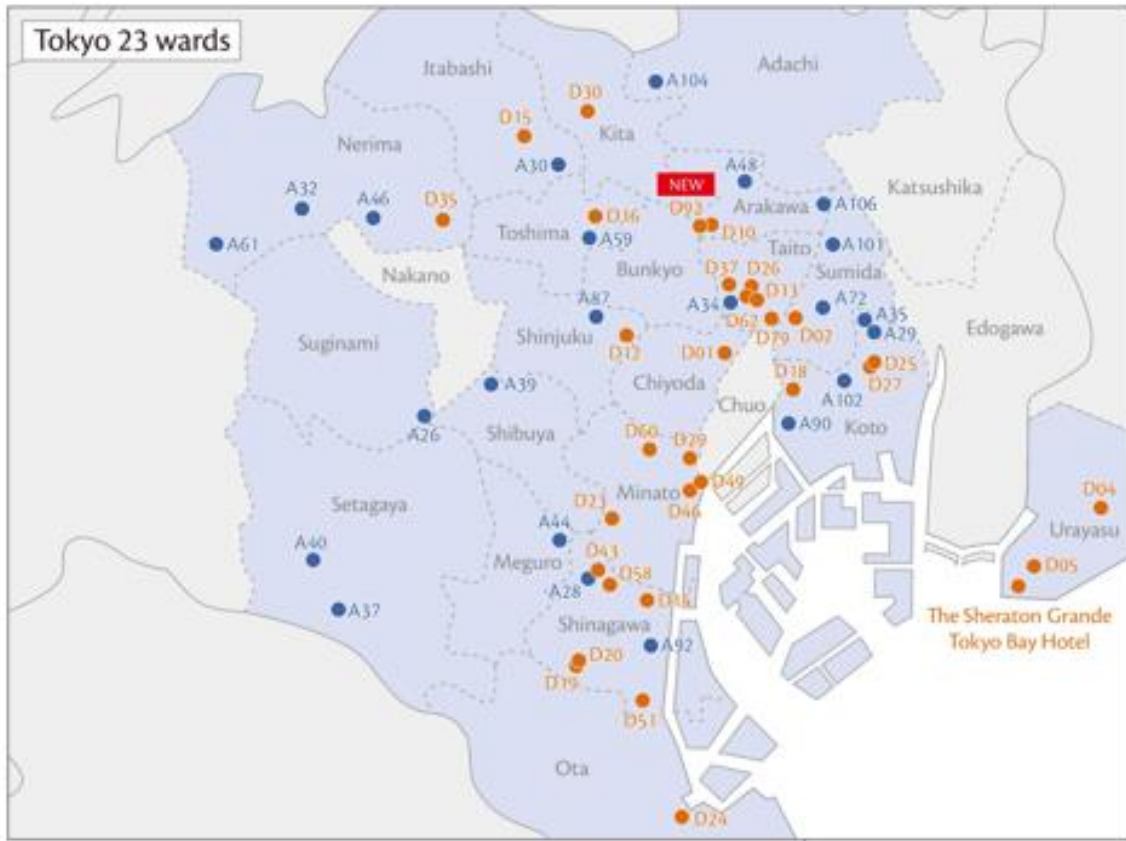 Tokyo 23 wards
Itabashi
Adachi
A104
D30
D15
Kita
Nerima
A30
A48
NEW
Katsushika
A32
A46
D35
D16
D93
Arakawa
A106
D10
A61
Toshima
A59
Taito
A101
Nakano
Bunkyo
D37
D26
Sumida
D13
A87
A34
A72
A35
Shinjuku
D62
A29
Edogawa
Suginami
D12
D01
D79
D02
D25
D18
D27
A39
Chiyoda
A102
Chuo
A26
Shibuya
A90
Koto
D60
D29
Setagaya
Minato
D49
D46
D04
D23
Urayasu
A44
A40
D43
Meguro
D58
D05
A28
A37
The Sheraton Grande
Shinagawa
Tokyo Bay Hotel
A92
D20
D19
D51
Ota
D24